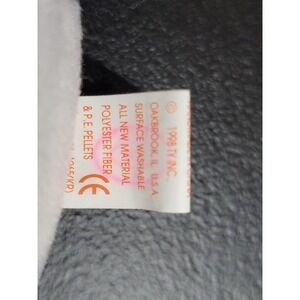 © 1998 TY INC.
OAKBROOK, IL U.S.A.
SURFACE WASHABLE
ALL NEW MATERIAL
POLYESTER FIBER
& P.E. PELLETS
CE